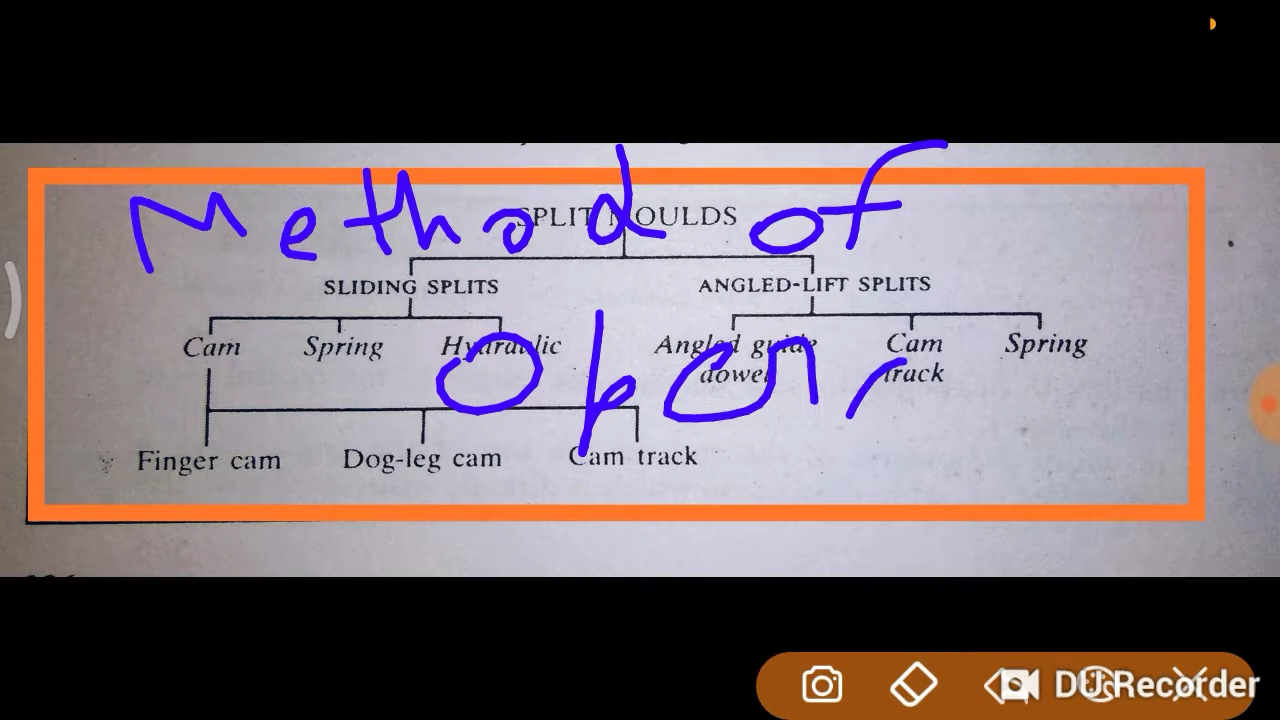 Method of
SPLIT MOULDS
SLIDING SPLITS ANGLED-LIFT SPLITS
Cam Spring Hydraulic Angled guide dowel Cam track Spring
Oper
Finger cam Dog-leg cam Cam track
DU Recorder